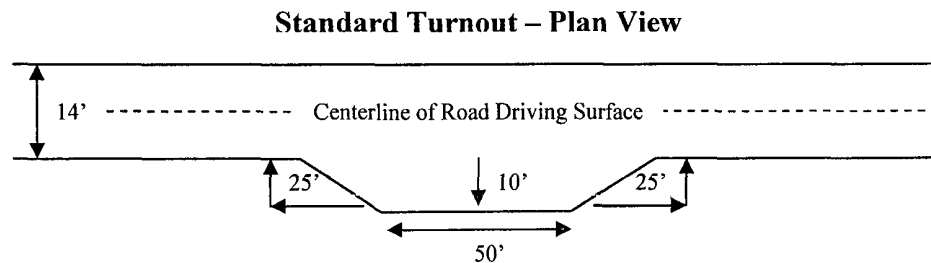 Standard Turnout – Plan View
14’
Centerline of Road Driving Surface
25’
10’
25’
50’